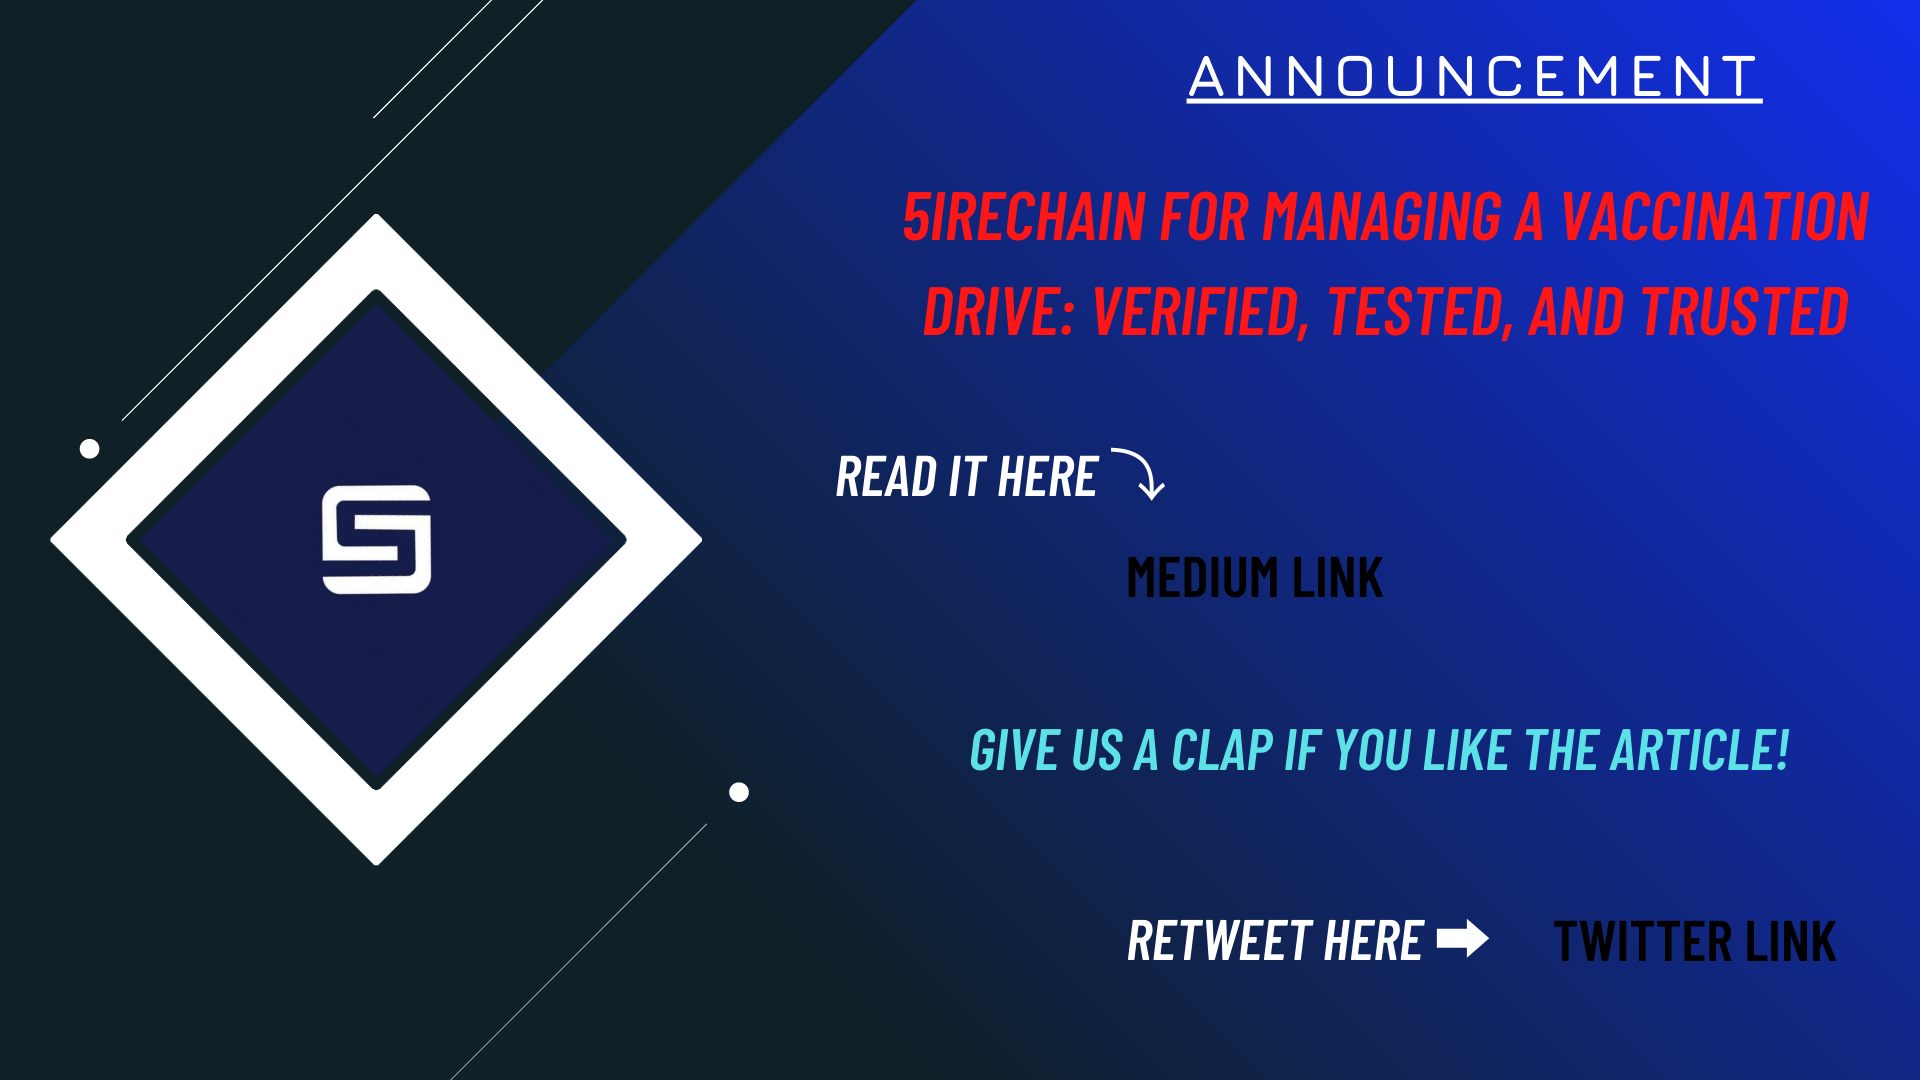 ANNOUNCEMENT
5IRECHAIN FOR MANAGING A VACCINATION
DRIVE: VERIFIED, TESTED, AND TRUSTED
READ IT HERE
MEDIUM LINK
GIVE US A CLAP IF YOU LIKE THE ARTICLE!
RETWEET HERE
TWITTER LINK